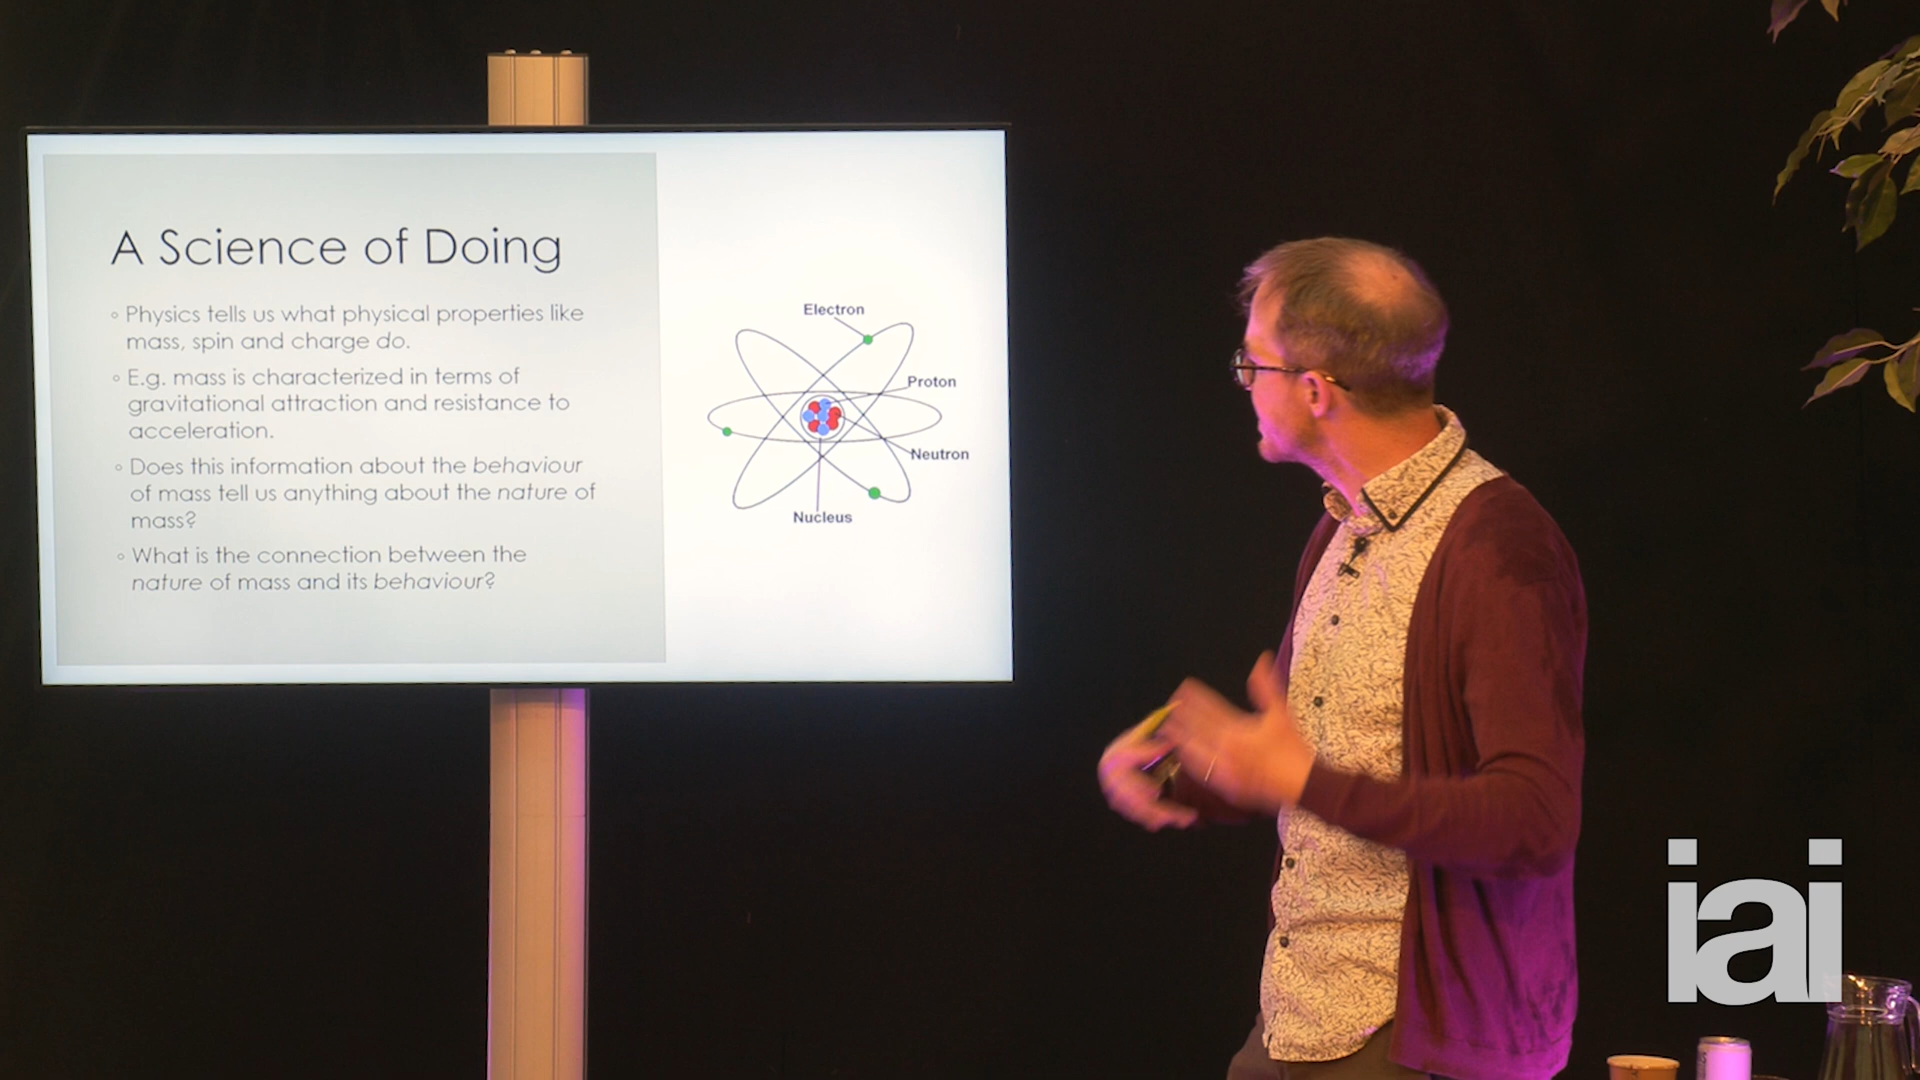 A Science of Doing
◦ Physics tells us what physical properties like
mass, spin and charge do.
◦ E.g. mass is characterized in terms of
gravitational attraction and resistance to
acceleration.
◦ Does this information about the behaviour
of mass tell us anything about the nature of
mass?
◦ What is the connection between the
nature of mass and its behaviour?
Electron
Proton
Neutron
Nucleus
iai